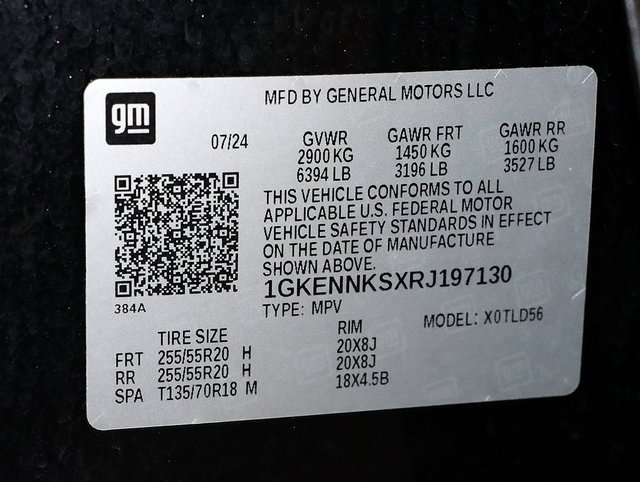 gm
MFD BY GENERAL MOTORS LLC
07/24 GVWR GAWR FRT GAWR RR
2900 KG 1450 KG 1600 KG
6394 LB 3196 LB 3527 LB
THIS VEHICLE CONFORMS TO ALL
APPLICABLE U.S. FEDERAL MOTOR
VEHICLE SAFETY STANDARDS IN EFFECT
ON THE DATE OF MANUFACTURE
SHOWN ABOVE.
384A
1GKENNKSXRJ197130
TYPE: MPV MODEL: X0TLD56
TIRE SIZE RIM
FRT 255/55R20 H 20X8J
RR 255/55R20 H 20X8J
SPA T135/70R18 M 18X4.5B